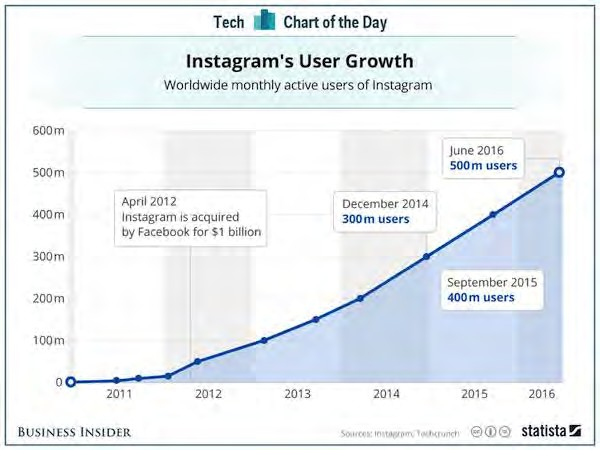 Tech Chart of the Day
Instagram's User Growth
Worldwide monthly active users of Instagram
600m
500m
400m
300m
200m
100m
0
June 2016
500m users
April 2012
Instagram is acquired
by Facebook for $1 billion
December 2014
300m users
September 2015
400m users
2011 2012 2013 2014 2015 2016
BUSINESS INSIDER
Sources: Instagram, Techcrunch
statista